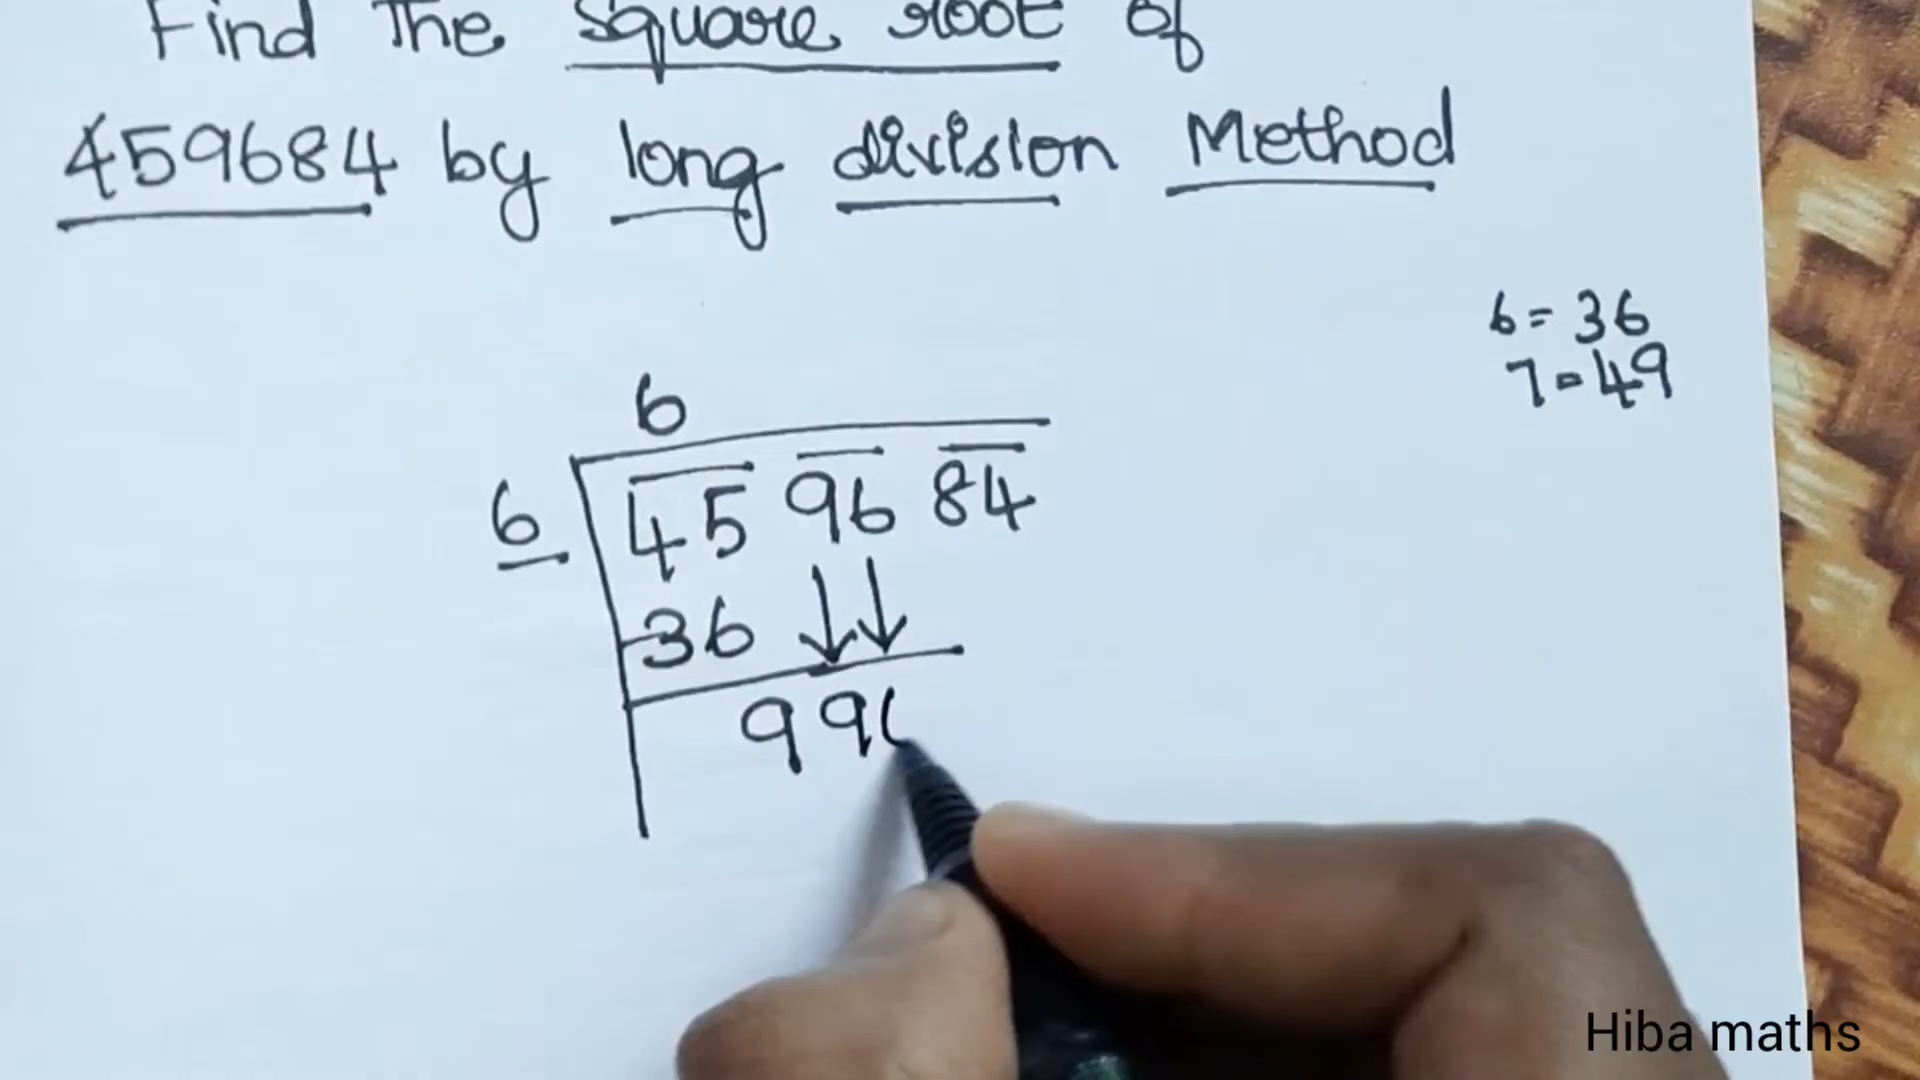 Find the square root of
459684 by long division Method
6 = 36
7 = 49
6
6 45 96 84
- 36
99
Hiba maths